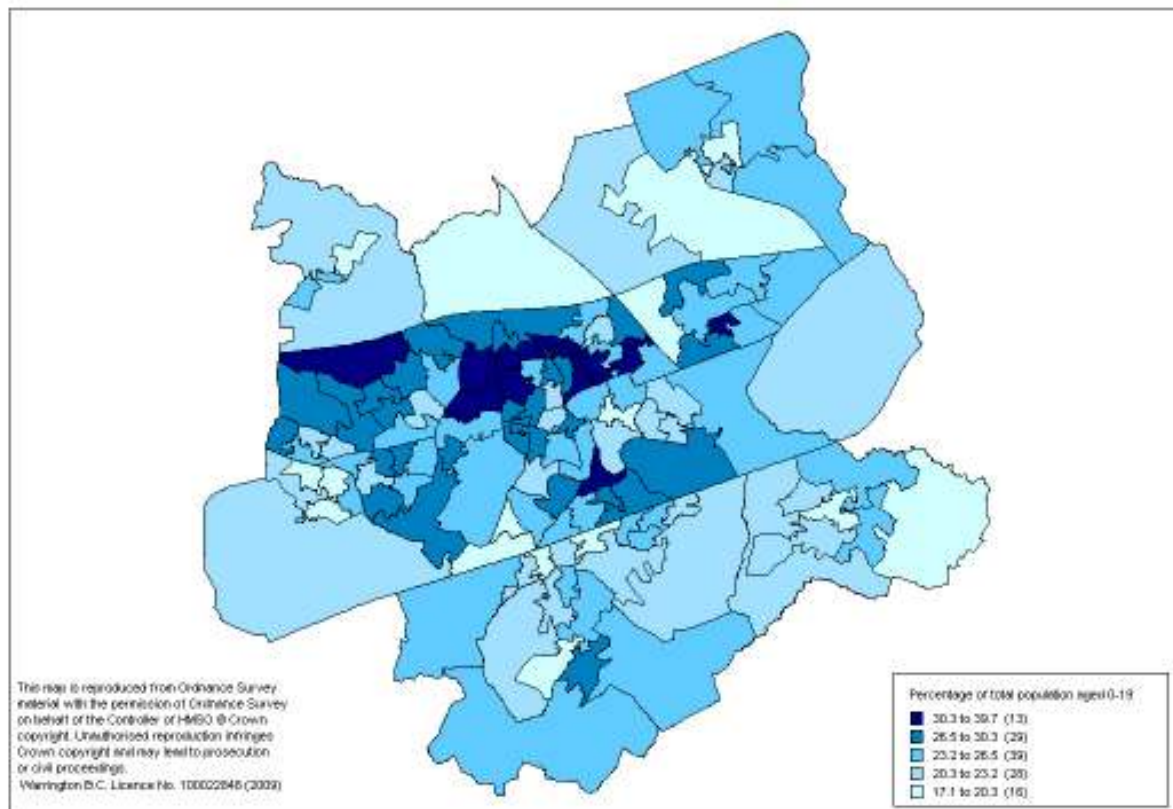 This map is reproduced from Ordnance Survey
material with the permission of Ordnance Survey
on behalf of the Controller of HMSO © Crown
copyright. Unauthorised reproduction infringes
Crown copyright and may lead to prosecution
or civil proceedings.
Warrington B.C. Licence No. 100022848 (2009)
Percentage of total population aged 0-19
30.3 to 39.7 (13)
26.5 to 30.3 (29)
23.2 to 26.5 (39)
20.3 to 23.2 (28)
17.1 to 20.3 (16)